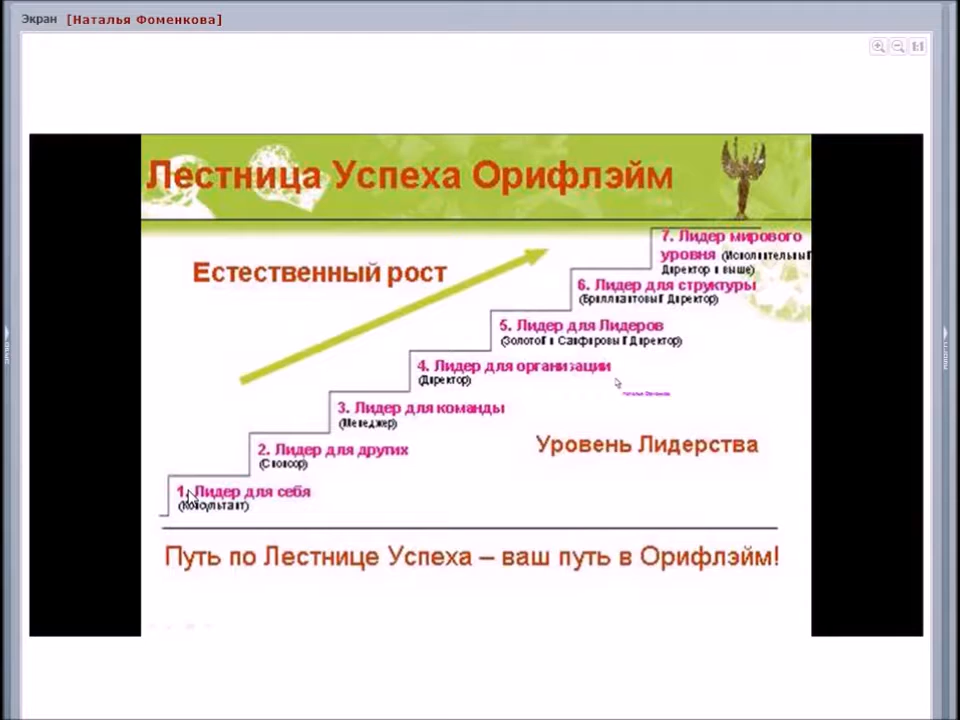 Экран [Наталья Фоменкова]
Лестница Успеха Орифлэйм
Естественный рост
7. Лидер мирового
уровня (Исполнительный
Директор и выше)
6. Лидер для структуры
(Бриллиантовый Директор)
5. Лидер для Лидеров
(Золотой и Сапфировый Директор)
4. Лидер для организации
(Директор)
Наталья Фоменкова
3. Лидер для команды
(Менеджер)
Уровень Лидерства
2. Лидер для других
(Спонсор)
1. Лидер для себя
(Консультант)
Путь по Лестнице Успеха – ваш путь в Орифлэйм!